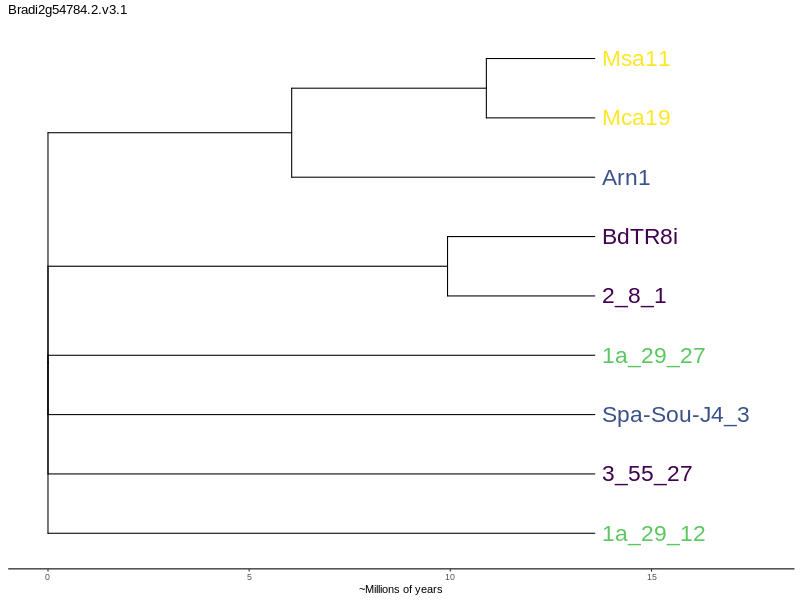 Bradi2g54784.2.v3.1
Msa11
Mca19
Arn1
BdTR8i
2_8_1
1a_29_27
Spa-Sou-J4_3
3_55_27
1a_29_12
0 5 10 15
~Millions of years